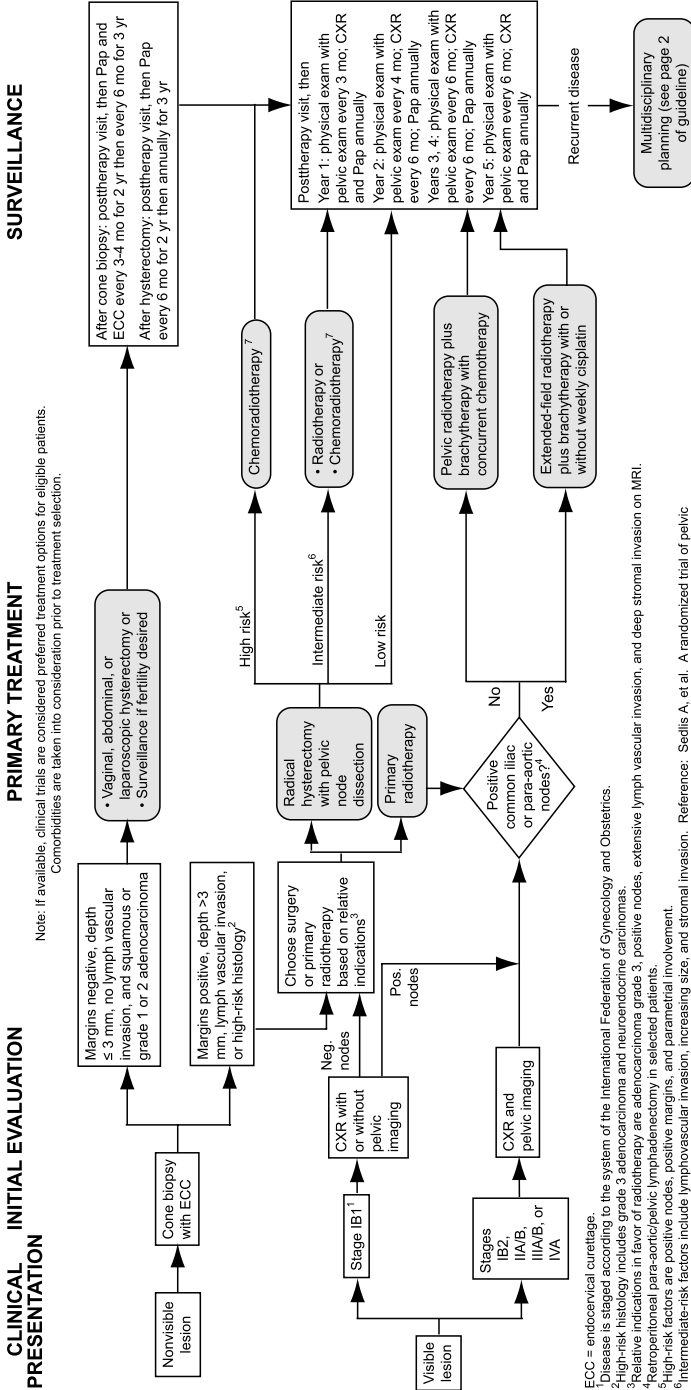 CLINICAL
PRESENTATION
INITIAL EVALUATION
PRIMARY TREATMENT
SURVEILLANCE
Note: If available, clinical trials are considered preferred treatment options for eligible patients.
Comorbidities are taken into consideration prior to treatment selection.
Nonvisible
lesion
Cone biopsy
with ECC
Margins negative, depth
≤ 3 mm, no lymph vascular
invasion, and squamous or
grade 1 or 2 adenocarcinoma
• Vaginal, abdominal, or
laparoscopic hysterectomy or
• Surveillance if fertility desired
After cone biopsy: posttherapy visit, then Pap and
ECC every 3-4 mo for 2 yr then every 6 mo for 3 yr
After hysterectomy: posttherapy visit, then Pap
every 6 mo for 2 yr then annually for 3 yr
Margins positive, depth >3
mm, lymph vascular invasion,
or high-risk histology2
Visible
lesion
Stage IB11
CXR with
or without
pelvic
imaging
Neg.
nodes
Pos.
nodes
Choose surgery
or primary
radiotherapy
based on relative
indications3
Radical
hysterectomy
with pelvic
node
dissection
Primary
radiotherapy
High risk5
Intermediate risk6
Low risk
Chemoradiotherapy 7
• Radiotherapy or
• Chemoradiotherapy7
Posttherapy visit, then
Year 1: physical exam with
pelvic exam every 3 mo; CXR
and Pap annually
Year 2: physical exam with
pelvic exam every 4 mo; CXR
every 6 mo; Pap annually
Years 3, 4: physical exam with
pelvic exam every 6 mo; CXR
every 6 mo; Pap annually
Year 5: physical exam with
pelvic exam every 6 mo; CXR
and Pap annually
Stages
IB2,
IIA/B,
IIIA/B, or
IVA
CXR and
pelvic imaging
Positive
common iliac
or para-aortic
nodes?4
No
Yes
Pelvic radiotherapy plus
brachytherapy with
concurrent chemotherapy
Extended-field radiotherapy
plus brachytherapy with or
without weekly cisplatin
Recurrent disease
Multidisciplinary
planning (see page 2
of guideline)
ECC = endocervical curettage.
1Disease is staged according to the system of the International Federation of Gynecology and Obstetrics.
2High-risk histology includes grade 3 adenocarcinoma and neuroendocrine carcinomas.
3Relative indications in favor of radiotherapy are adenocarcinoma grade 3, positive nodes, extensive lymph vascular invasion, and deep stromal invasion on MRI.
4Retroperitoneal para-aortic/pelvic lymphadenectomy in selected patients.
5High-risk factors are positive nodes, positive margins, and parametrial involvement.
6Intermediate-risk factors include lymphovascular invasion, increasing size, and stromal invasion. Reference: Sedlis A, et al. A randomized trial of pelvic